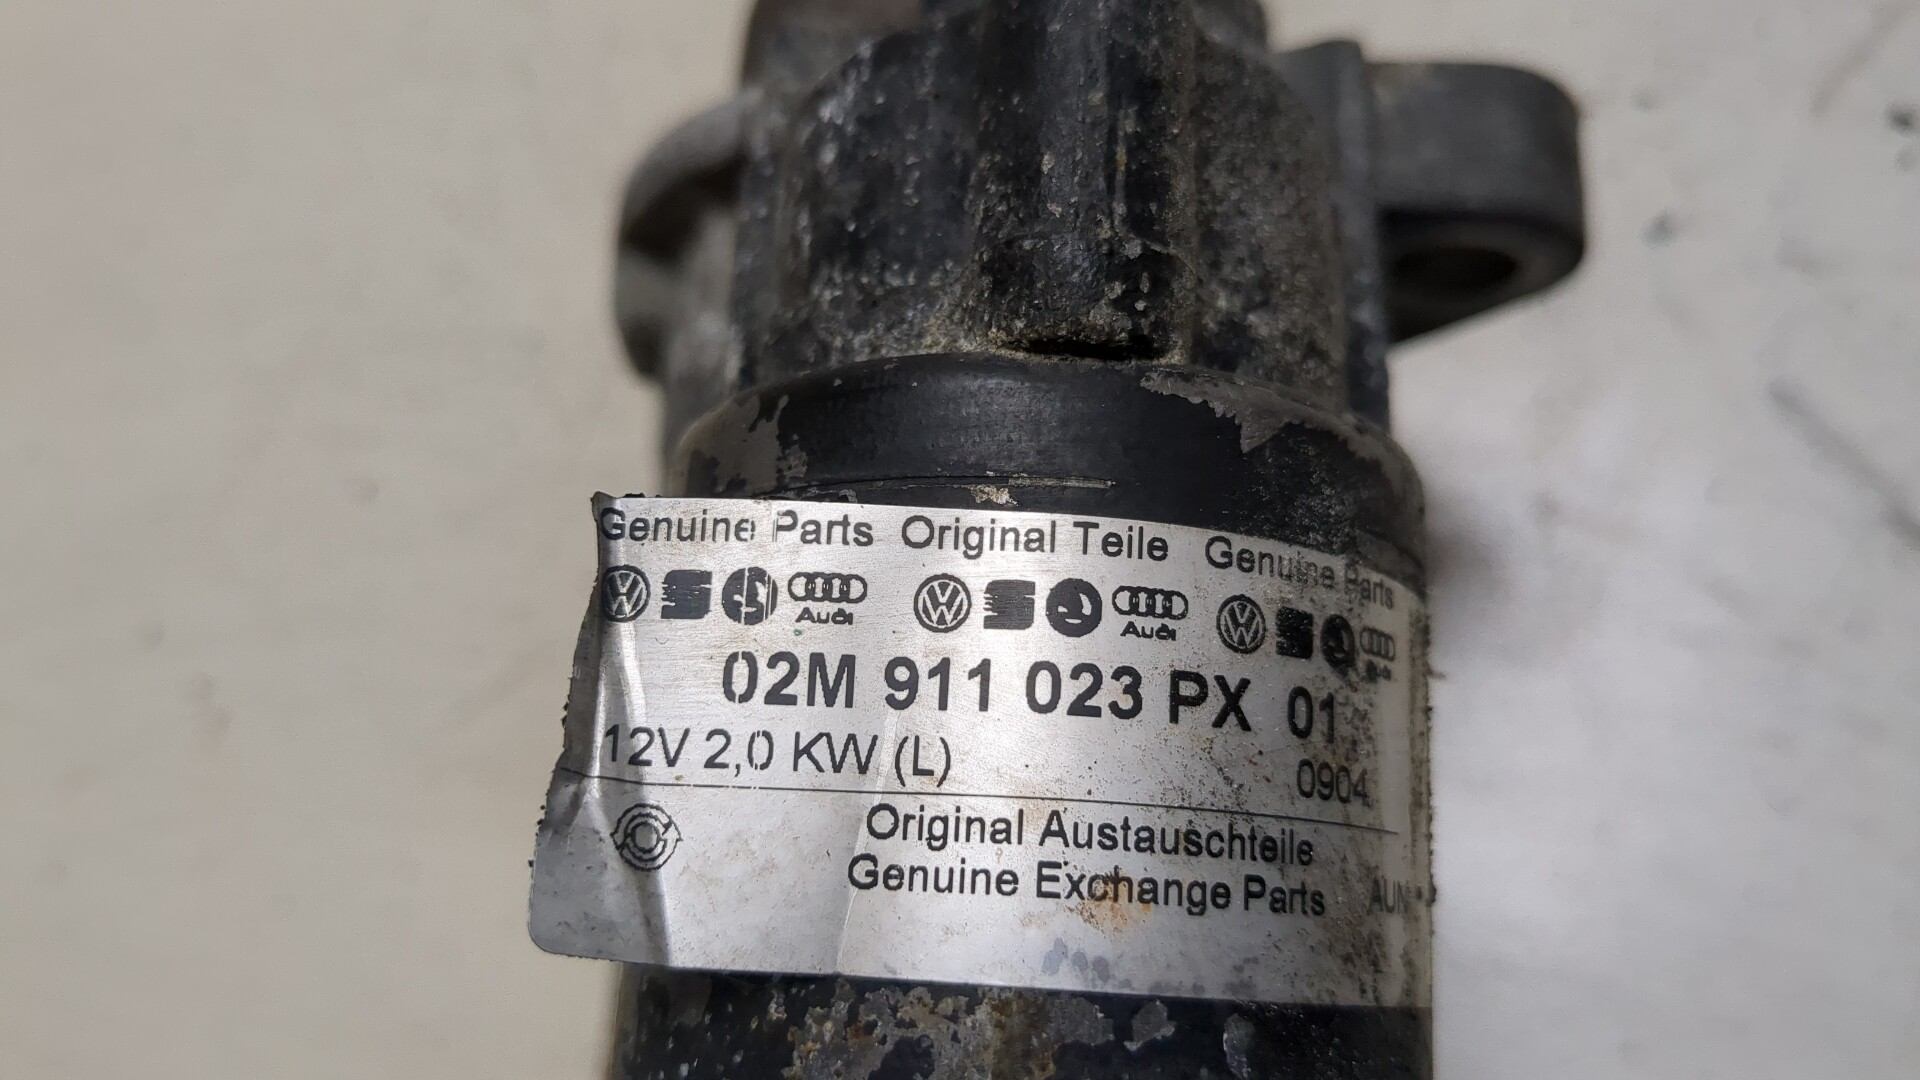 Genuine Parts Original Teile Genuine Parts
Audi Audi Audi
02M 911 023 PX 01
12V 2,0 KW (L) 0904
Original Austauschteile
Genuine Exchange Parts